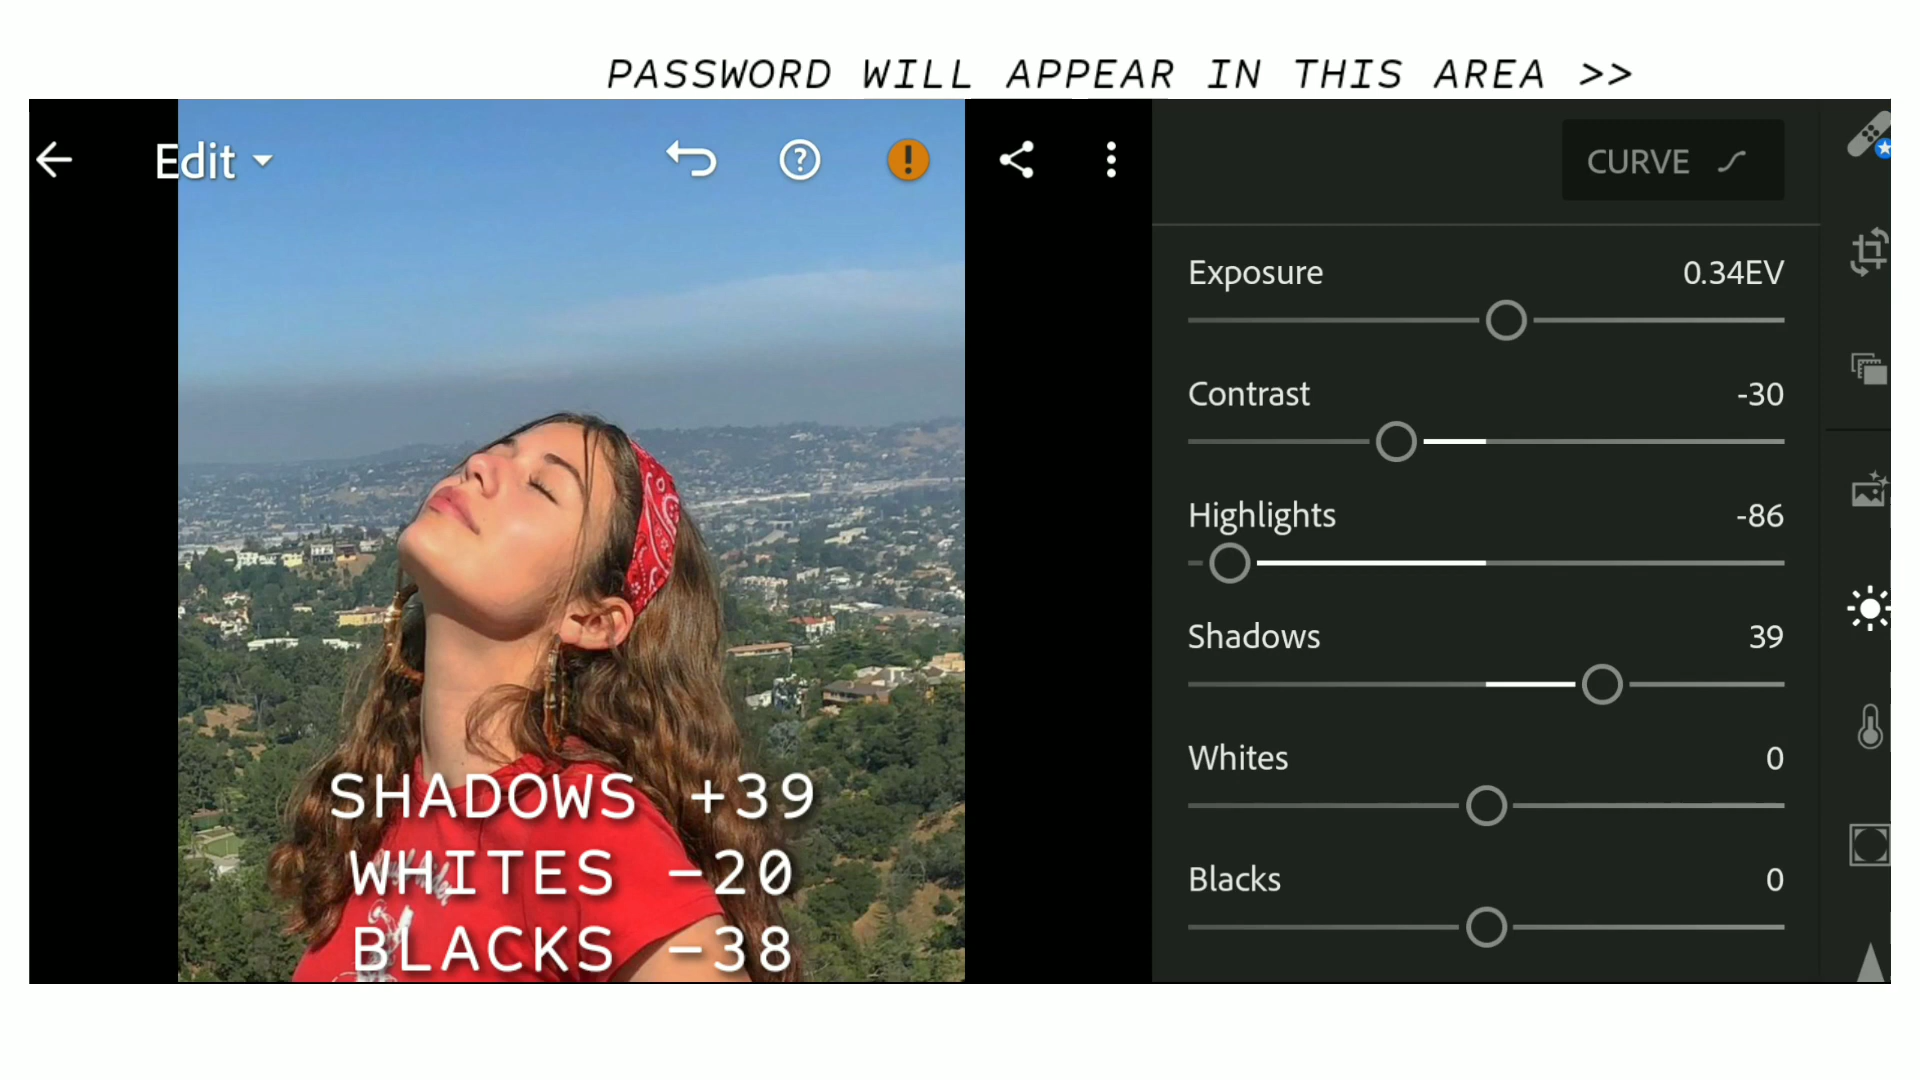 PASSWORD WILL APPEAR IN THIS AREA >>
Edit
CURVE
Exposure 0.34EV
Contrast -30
Highlights -86
Shadows 39
Whites 0
Blacks 0
SHADOWS +39
WHITES -20
BLACKS -38